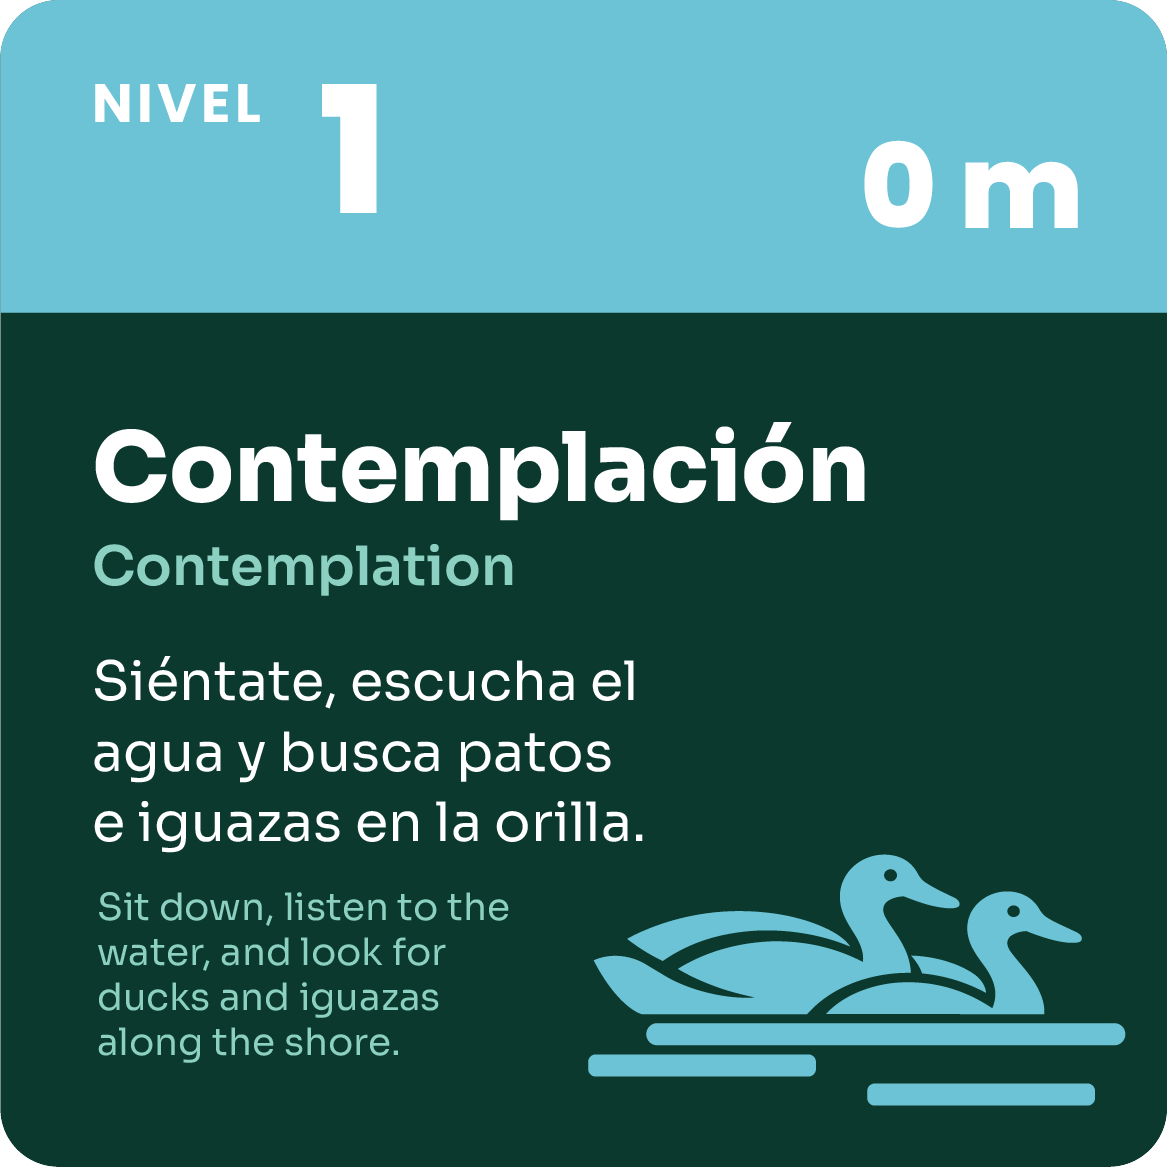 NIVEL 1
0 m
Contemplación
Contemplation
Siéntate, escucha el
agua y busca patos
e iguazas en la orilla.
Sit down, listen to the
water, and look for
ducks and iguazas
along the shore.